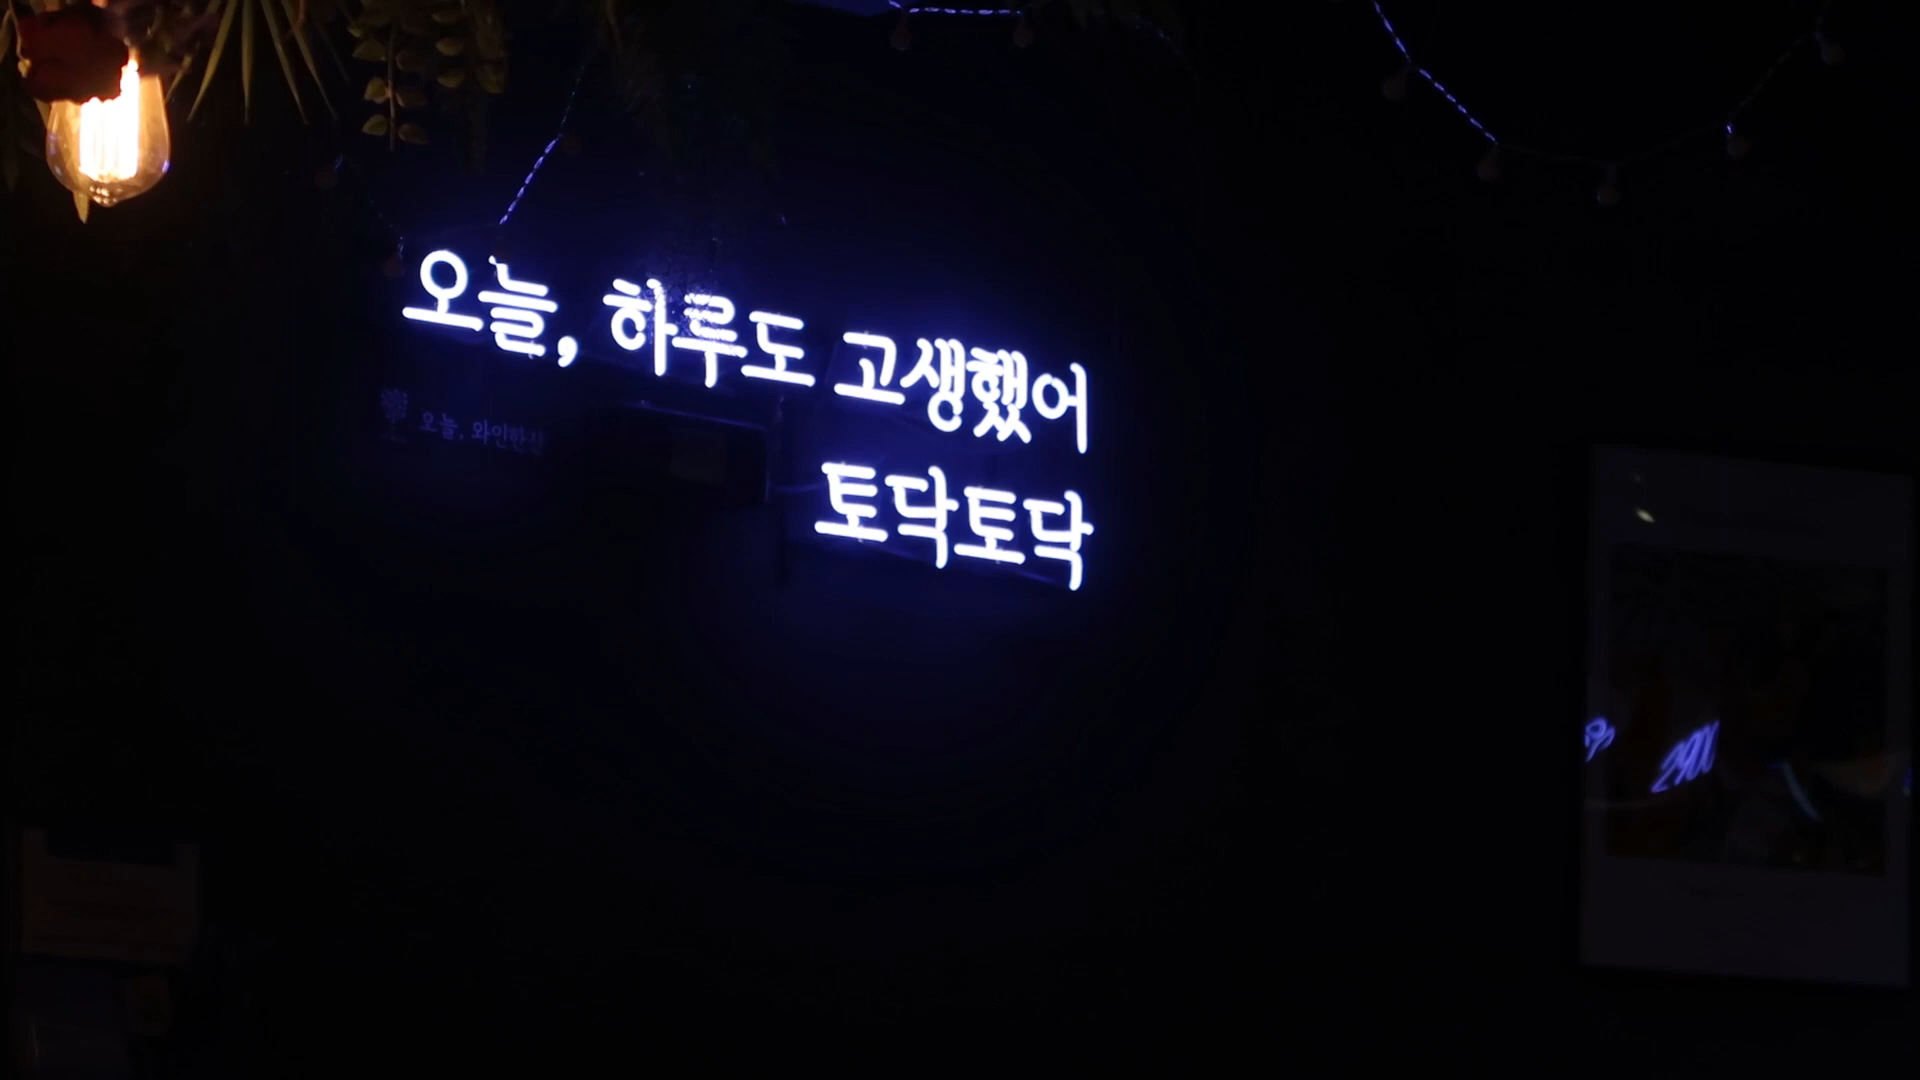 오늘, 하루도 고생했어
토닥토닥
오늘, 와인한잔